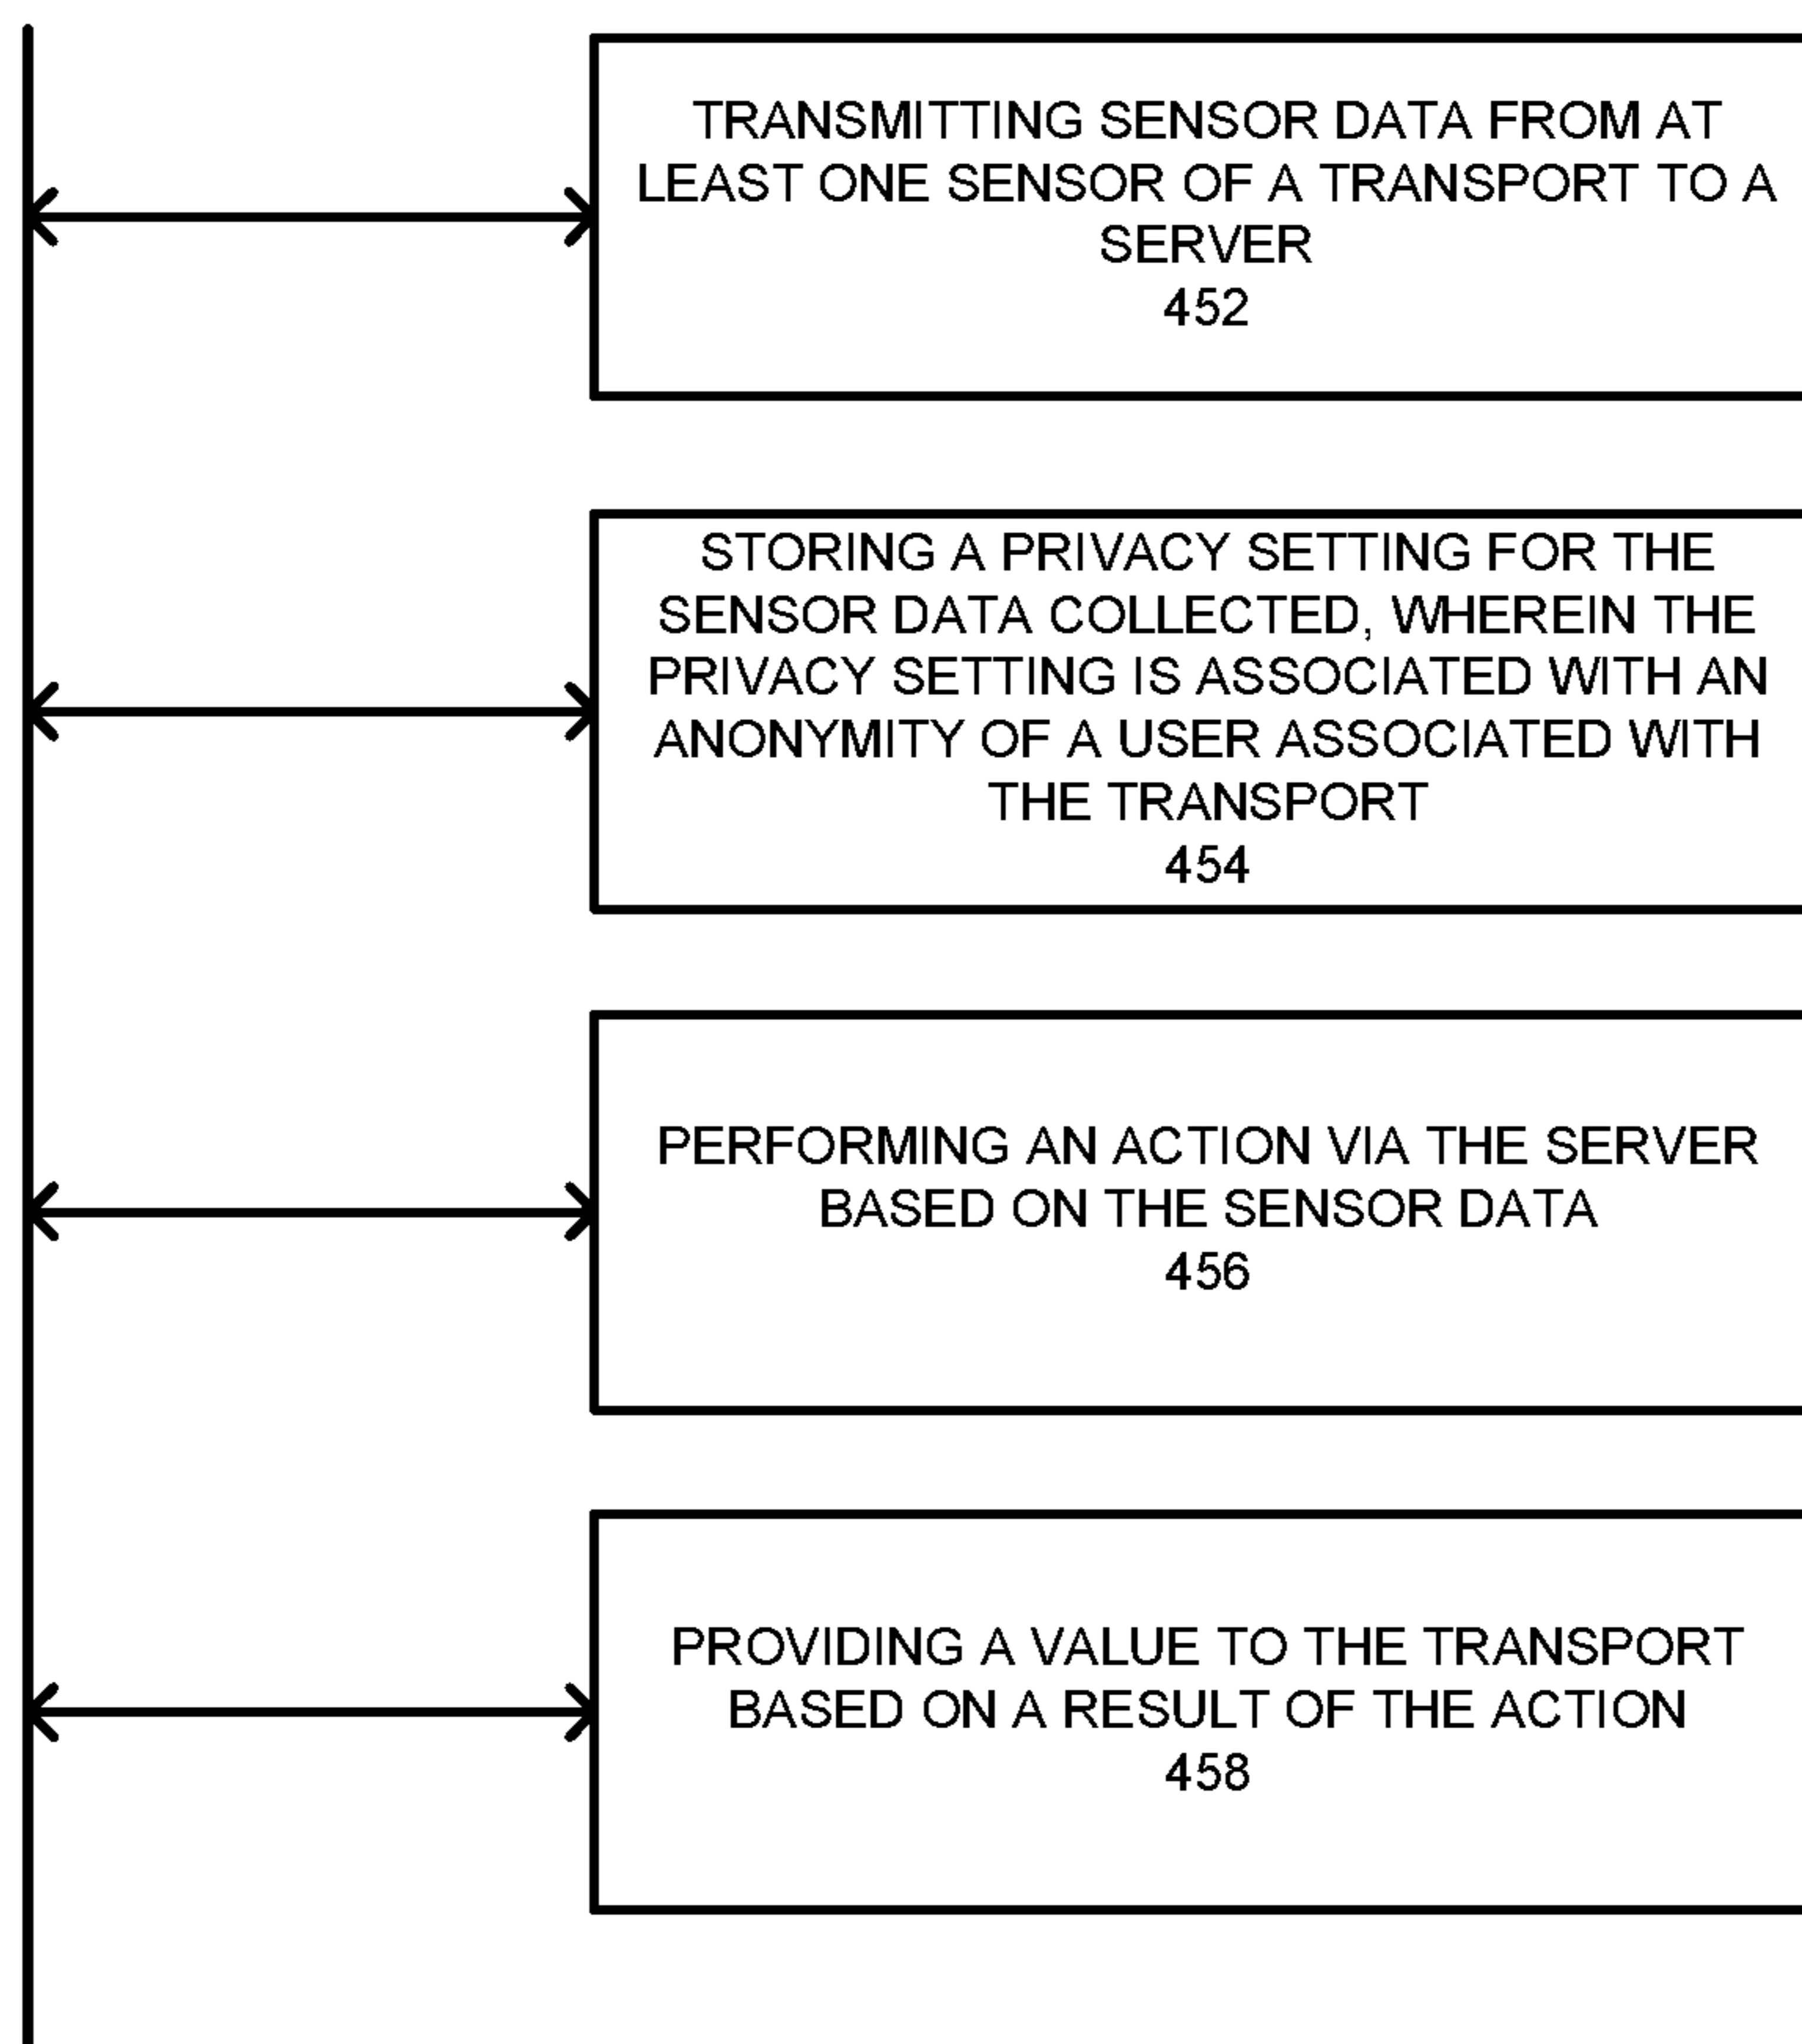 TRANSMITTING SENSOR DATA FROM AT
LEAST ONE SENSOR OF A TRANSPORT TO A
SERVER
452
STORING A PRIVACY SETTING FOR THE
SENSOR DATA COLLECTED, WHEREIN THE
PRIVACY SETTING IS ASSOCIATED WITH AN
ANONYMITY OF A USER ASSOCIATED WITH
THE TRANSPORT
454
PERFORMING AN ACTION VIA THE SERVER
BASED ON THE SENSOR DATA
456
PROVIDING A VALUE TO THE TRANSPORT
BASED ON A RESULT OF THE ACTION
458